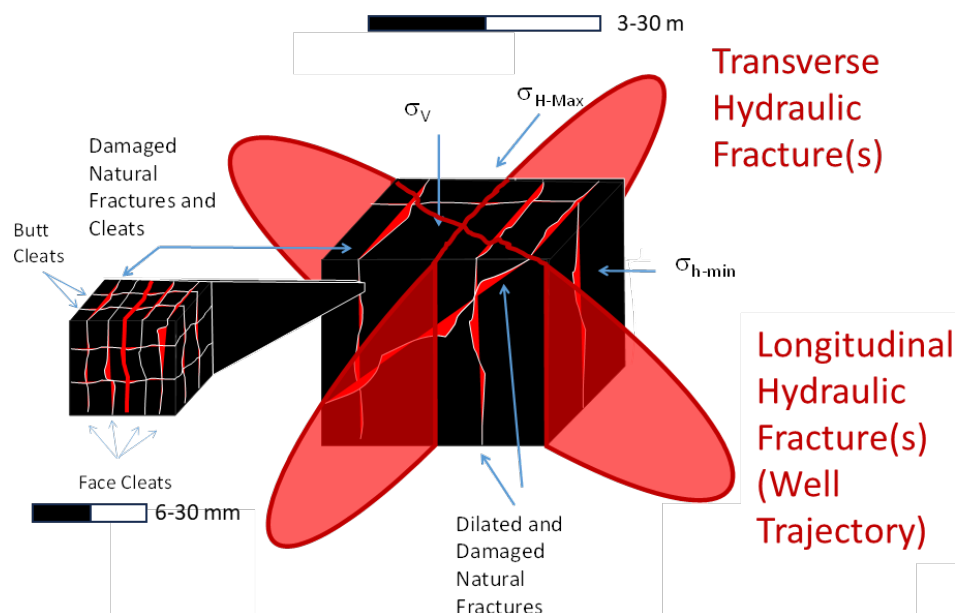 3-30 m
Transverse
Hydraulic
Fracture(s)
σV
σH-Max
Damaged
Natural
Fractures and
Cleats
Butt
Cleats
σh-min
Longitudinal
Hydraulic
Fracture(s)
(Well
Trajectory)
Face Cleats
6-30 mm
Dilated and
Damaged
Natural
Fractures